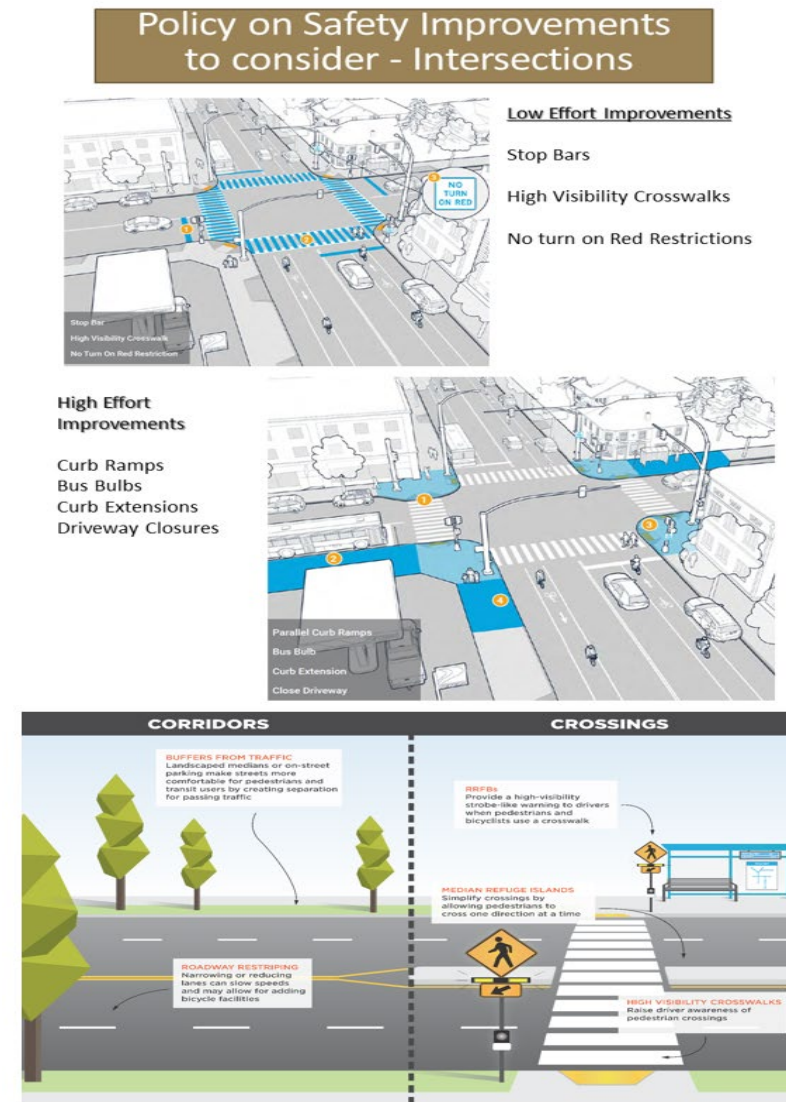 Policy on Safety Improvements
to consider - Intersections
Low Effort Improvements
Stop Bars
High Visibility Crosswalks
No turn on Red Restrictions
3
NO
TURN
ON RED
1
2
Stop Bar
High Visibility Crosswalk
No Turn On Red Restriction
High Effort
Improvements
Curb Ramps
Bus Bulbs
Curb Extensions
Driveway Closures
1
3
2
4
Parallel Curb Ramps
Bus Bulb
Curb Extension
Close Driveway
CORRIDORS
BUFFERS FROM TRAFFIC
Landscaped medians or on-street
parking make streets more
comfortable for pedestrians and
transit users by creating separation
for passing traffic
ROADWAY RESTRIPING
Narrowing or reducing
lanes can slow speeds
and may allow for adding
bicycle facilities
CROSSINGS
RRFBs
Provide a high-visibility
strobe-like warning to drivers
when pedestrians and
bicyclists use a crosswalk
MEDIAN REFUGE ISLANDS
Simplify crossings by
allowing pedestrians to
cross one direction at a time
HIGH VISIBILITY CROSSWALKS
Raise driver awareness of
pedestrian crossings